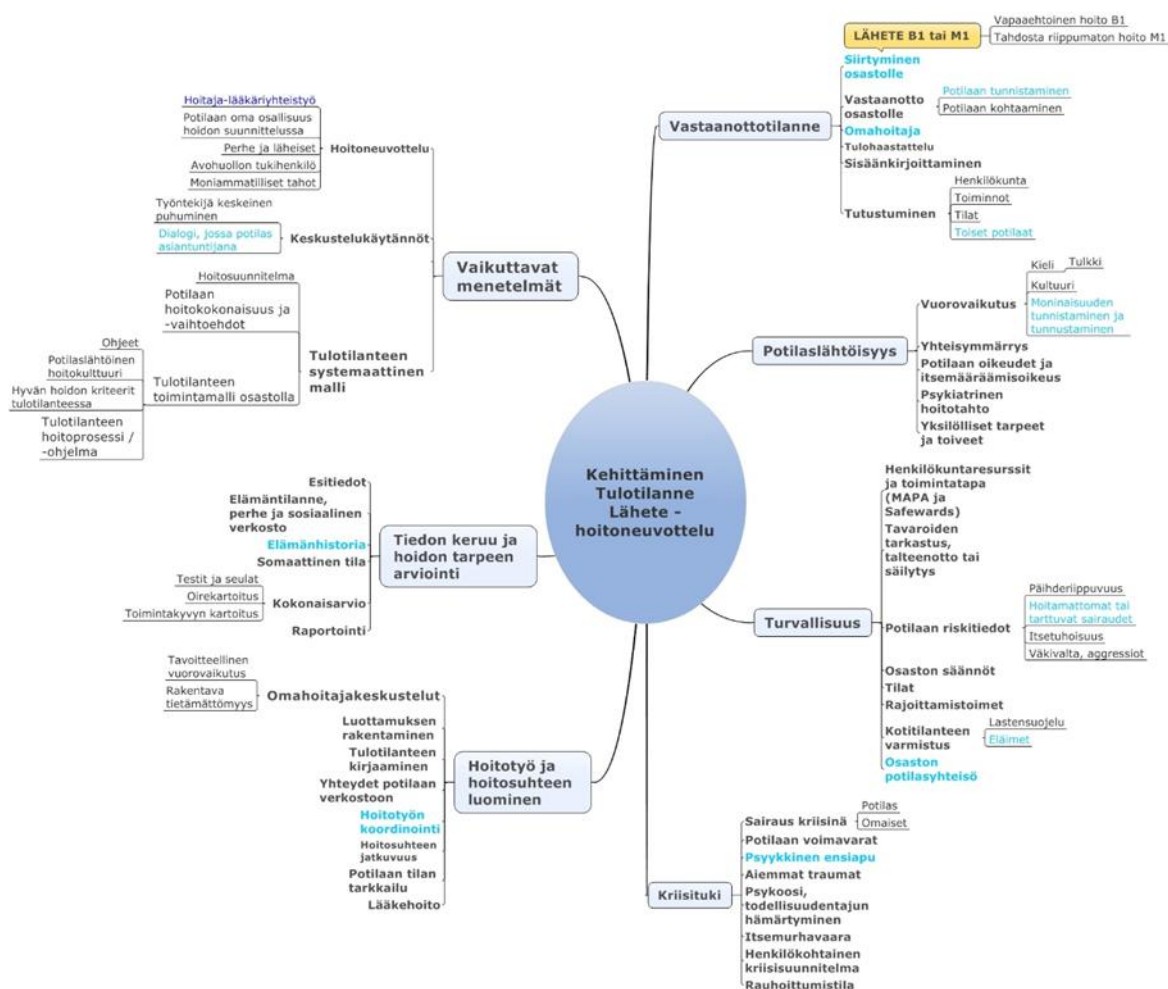 Kehittäminen
Tulotilanne
Lähete -
hoitoneuvottelu
Vastaanottotilanne
LÄHETE B1 tai M1
Vapaaehtoinen hoito B1
Tahdosta riippumaton hoito M1
Siirtyminen
osastolle
Vastaanotto
osastolle
Potilaan tunnistaminen
Potilaan kohtaaminen
Omahoitaja
Tulohaastattelu
Sisäänkirjoittaminen
Tutustuminen
Henkilökunta
Toiminnot
Tilat
Toiset potilaat
Potilaslähtöisyys
Vuorovaikutus
Kieli
Tulkki
Kultuuri
Moninaisuuden
tunnistaminen ja
tunnustaminen
Yhteisymmärrys
Potilaan oikeudet ja
itsemääräämisoikeus
Psykiatrinen
hoitotahto
Yksilölliset tarpeet
ja toiveet
Turvallisuus
Henkilökuntaresurssit
ja toimintatapa
(MAPA ja
Safewards)
Tavaroiden
tarkastus,
talteenotto tai
säilytys
Potilaan riskitiedot
Päihderiippuvuus
Hoitamattomat tai
tarttuvat sairaudet
Itsetuhoisuus
Väkivalta, aggressiot
Osaston säännöt
Tilat
Rajoittamistoimet
Kotitilanteen
varmistus
Lastensuojelu
Eläimet
Osaston
potilasyhteisö
Kriisituki
Sairaus kriisinä
Potilas
Omaiset
Potilaan voimavarat
Psyykkinen ensiapu
Aiemmat traumat
Psykoosi,
todellisuudentajun
hämärtyminen
Itsemurhavaara
Henkilökohtainen
kriisisuunnitelma
Rauhoittumistila
Vaikuttavat
menetelmät
Hoitoneuvottelu
Hoitaja-lääkäriyhteistyö
Potilaan oma osallisuus
hoidon suunnittelussa
Perhe ja läheiset
Avohuollon tukihenkilö
Moniammatilliset tahot
Keskustelukäytännöt
Työntekijä keskeinen
puhuminen
Dialogi, jossa potilas
asiantuntijana
Tulotilanteen
systemaattinen
malli
Hoitosuunnitelma
Potilaan
hoitokokonaisuus ja
-vaihtoehdot
Tulotilanteen
toimintamalli osastolla
Ohjeet
Potilaslähtöinen
hoitokulttuuri
Hyvän hoidon kriteerit
tulotilanteessa
Tulotilanteen
hoitoprosessi /
-ohjelma
Tiedon keruu ja
hoidon tarpeen
arviointi
Esitiedot
Elämäntilanne,
perhe ja sosiaalinen
verkosto
Elämänhistoria
Somaattinen tila
Kokonaisarvio
Testit ja seulat
Oirekartoitus
Toimintakyvyn kartoitus
Raportointi
Hoitotyö ja
hoitosuhteen
luominen
Omahoitajakeskustelut
Tavoitteellinen
vuorovaikutus
Rakentava
tietämättömyys
Luottamuksen
rakentaminen
Tulotilanteen
kirjaaminen
Yhteydet potilaan
verkostoon
Hoitotyön
koordinointi
Hoitosuhteen
jatkuvuus
Potilaan tilan
tarkkailu
Lääkehoito